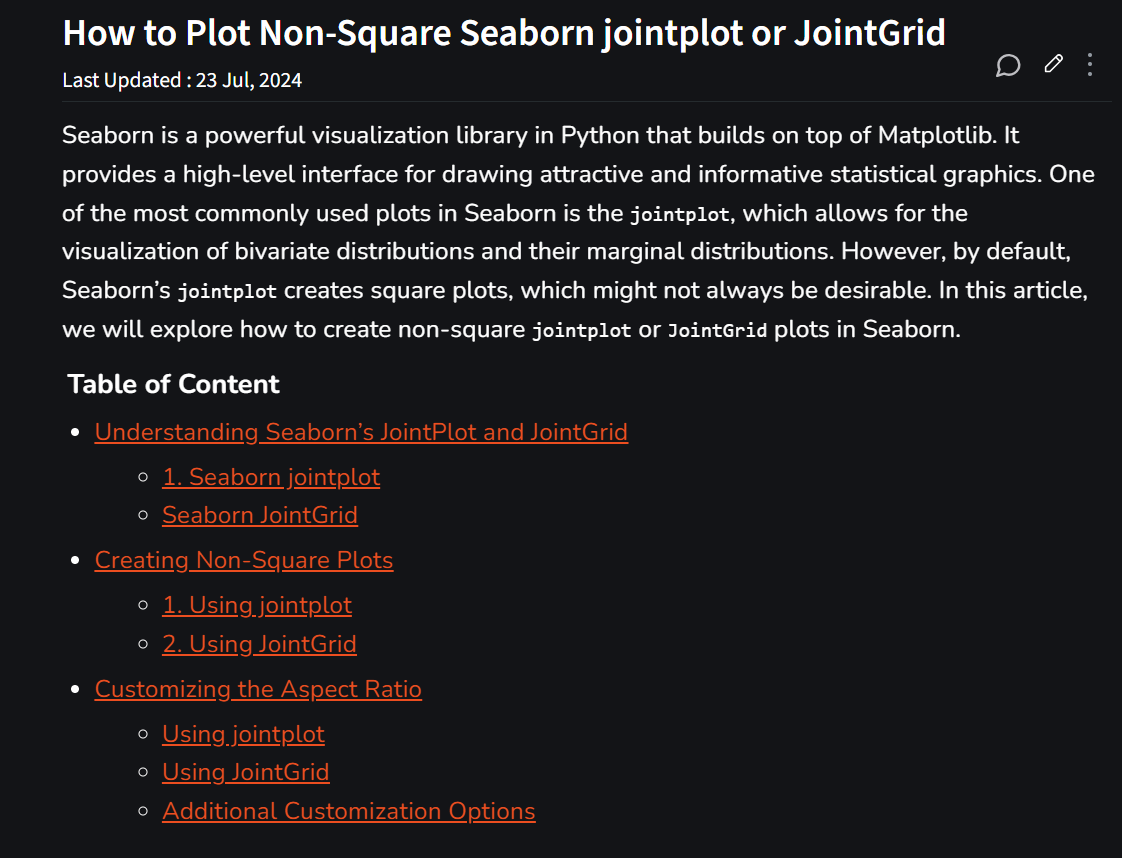 How to Plot Non-Square Seaborn jointplot or JointGrid
Last Updated : 23 Jul, 2024
Seaborn is a powerful visualization library in Python that builds on top of Matplotlib. It
provides a high-level interface for drawing attractive and informative statistical graphics. One
of the most commonly used plots in Seaborn is the jointplot, which allows for the
visualization of bivariate distributions and their marginal distributions. However, by default,
Seaborn’s jointplot creates square plots, which might not always be desirable. In this article,
we will explore how to create non-square jointplot or JointGrid plots in Seaborn.
Table of Content
Understanding Seaborn’s JointPlot and JointGrid
1. Seaborn jointplot
Seaborn JointGrid
Creating Non-Square Plots
1. Using jointplot
2. Using JointGrid
Customizing the Aspect Ratio
Using jointplot
Using JointGrid
Additional Customization Options